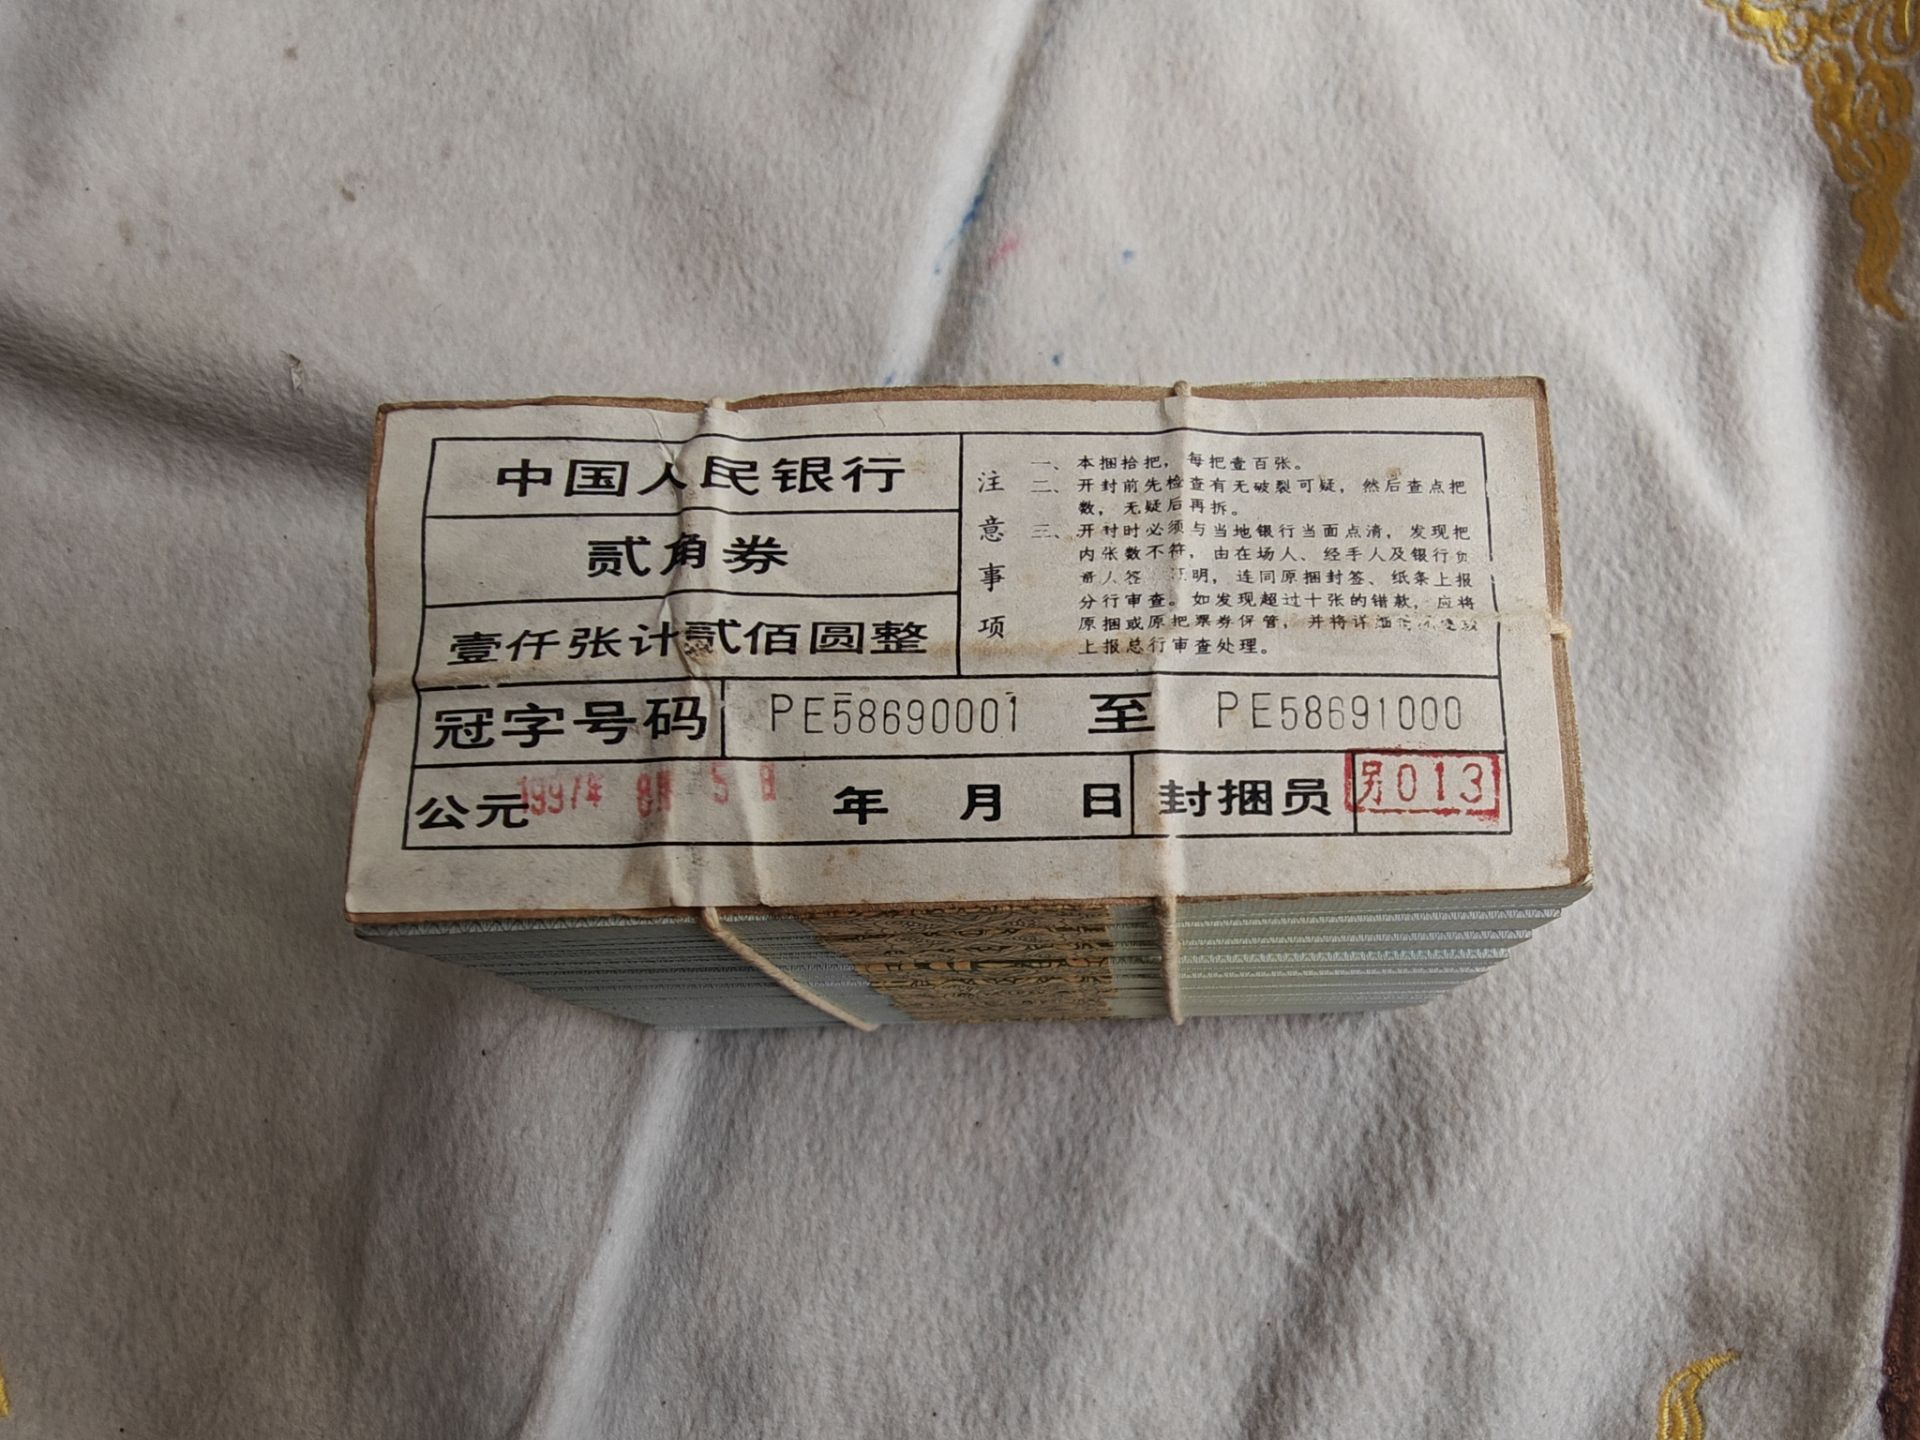 中国人民银行
贰角券
壹仟张计贰佰圆整
注意事项
一、本捆拾把，每把壹百张。
二、开封前先检查有无破裂可疑，然后查点把
数，无疑后再拆。
三、开封时必须与当地银行当面点清，发现把
内张数不符，由在场人、经手人及银行负
责人签 明，连同原捆封签、纸条上报
分行审查。如发现超过十张的错款，应将
原捆或原把票券保管，并将详
上报总行审查处理。
冠字号码 PE58690001 至 PE58691000
公元 1997年 8月 5日 年 月 日 封捆员 另013